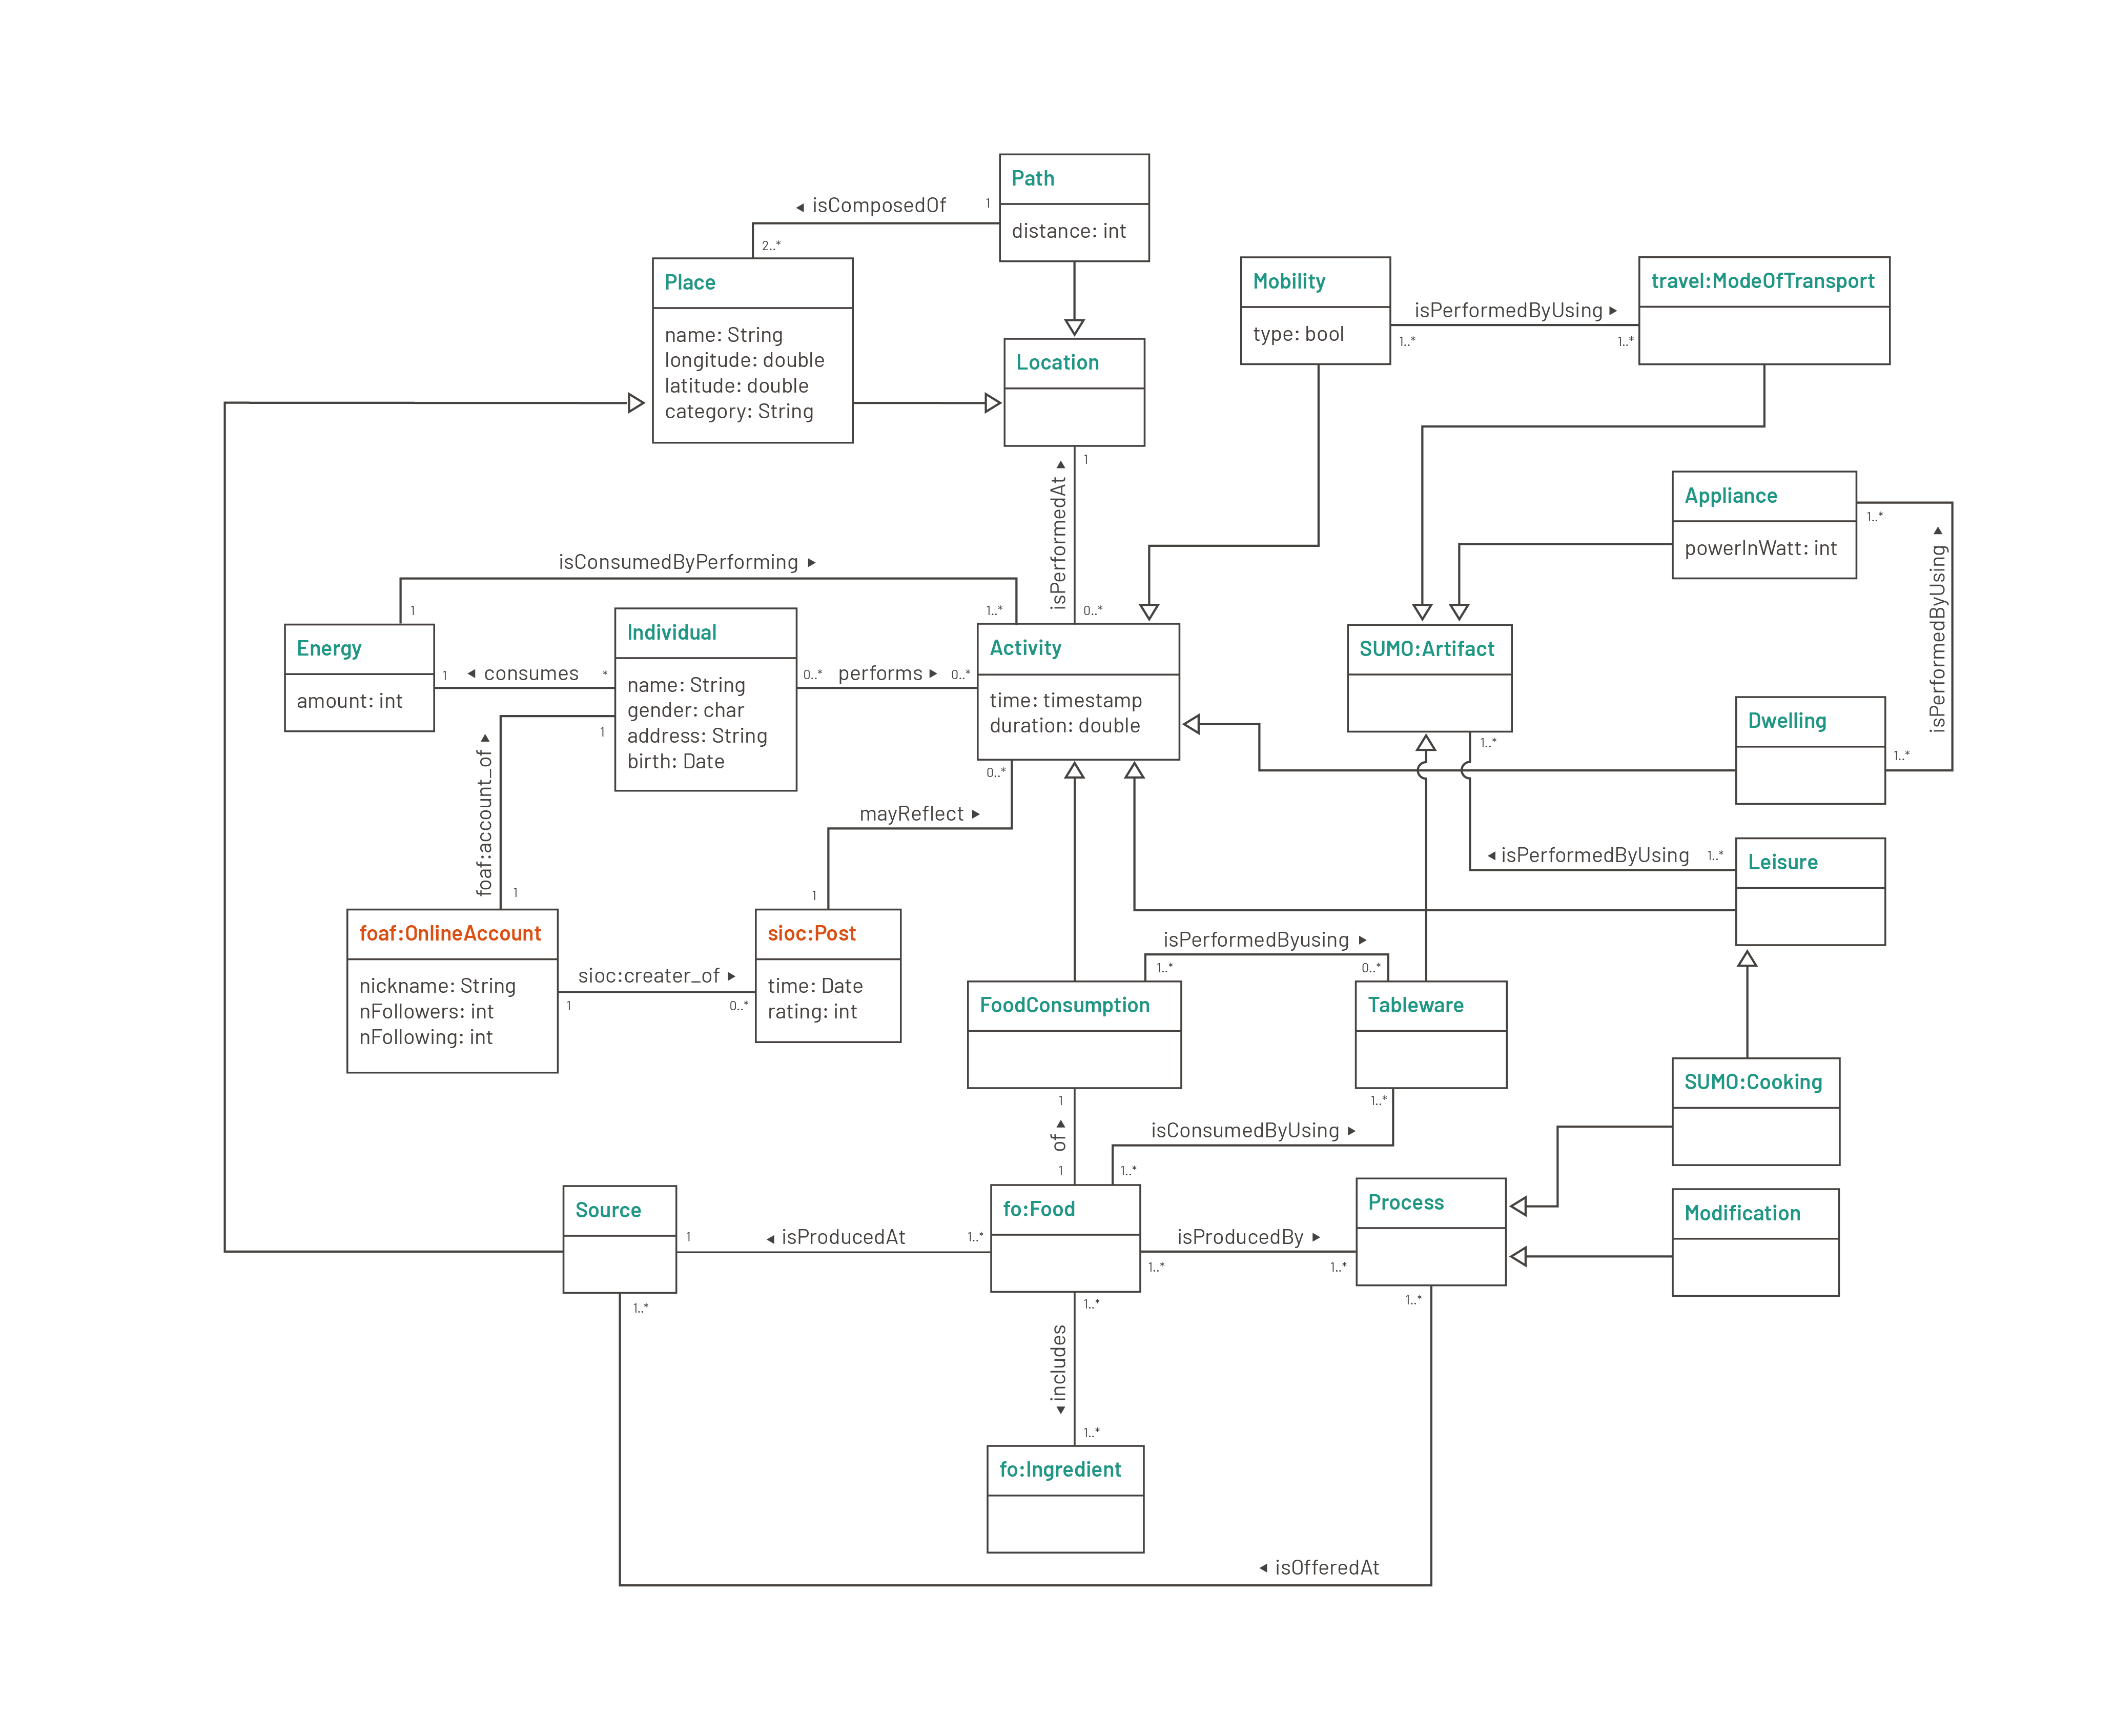 Path
distance: int
◄ isComposedOf
1
2..*
Place
name: String
longitude: double
latitude: double
category: String
Location
Mobility
type: bool
isPerformedByUsing ►
1..*
1..*
travel:ModeOfTransport
1
isPerformedAt ►
0..*
Appliance
powerInWatt: int
1..*
isPerformedByUsing ►
1..*
isConsumedByPerforming ►
1
1..*
Energy
amount: int
1
◄ consumes
*
Individual
name: String
gender: char
address: String
birth: Date
0..*
performs ►
0..*
Activity
time: timestamp
duration: double
SUMO:Artifact
Dwelling
1
foaf:account_of ►
1
0..*
mayReflect ►
1
1..*
◄ isPerformedByUsing
1..*
Leisure
foaf:OnlineAccount
nickname: String
nFollowers: int
nFollowing: int
sioc:creater_of ►
1
0..*
sioc:Post
time: Date
rating: int
isPerformedByusing ►
1..*
0..*
FoodConsumption
Tableware
SUMO:Cooking
1
of ►
1
1..*
isConsumedByUsing ►
1..*
Source
1
◄ isProducedAt
1..*
fo:Food
isProducedBy ►
1..*
1..*
Process
Modification
1..*
1..*
◄ includes
1..*
1..*
fo:Ingredient
◄ isOfferedAt